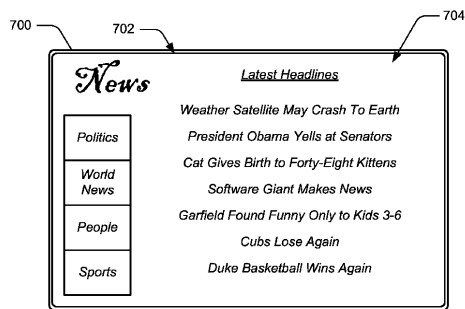 700
702
704
News
Latest Headlines
Politics
World
News
People
Sports
Weather Satellite May Crash To Earth
President Obama Yells at Senators
Cat Gives Birth to Forty-Eight Kittens
Software Giant Makes News
Garfield Found Funny Only to Kids 3-6
Cubs Lose Again
Duke Basketball Wins Again